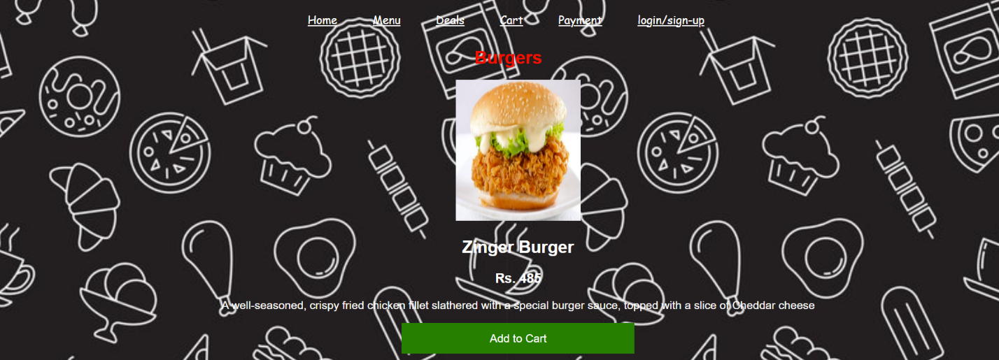 Home Menu Deals Cart Payment login/sign-up
Burgers
Zinger Burger
Rs. 485
A well-seasoned, crispy fried chicken fillet slathered with a special burger sauce, topped with a slice of Cheddar cheese
Add to Cart